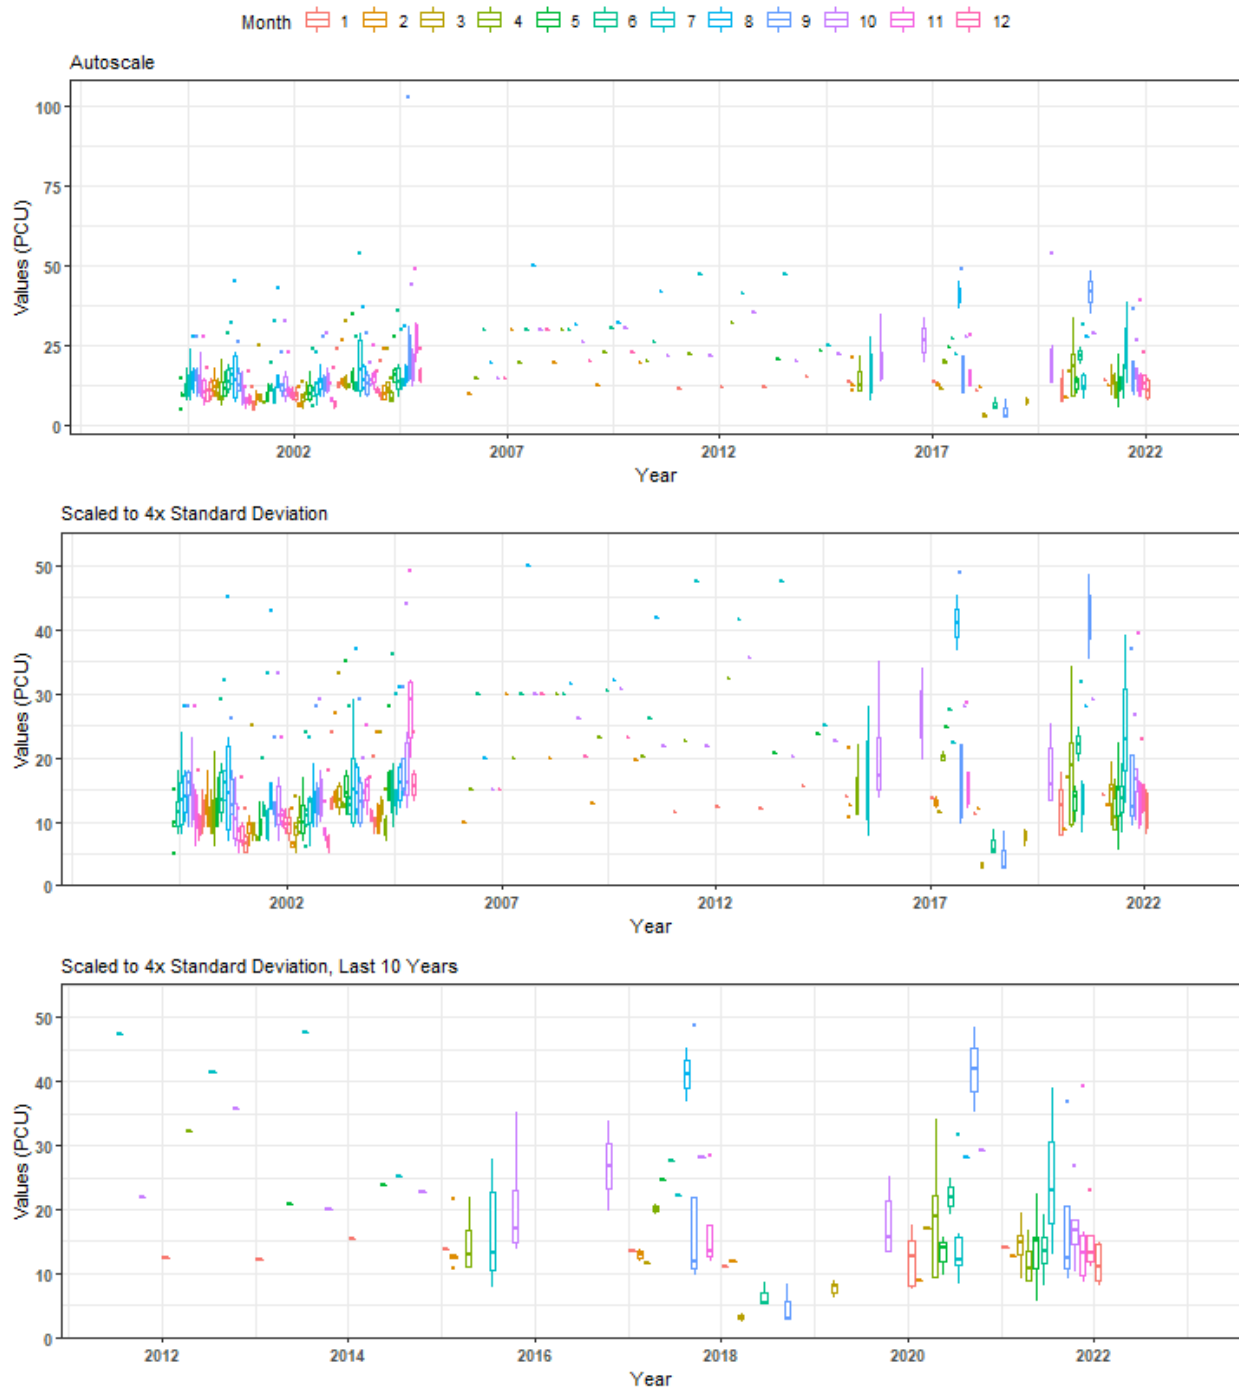 Month 1 2 3 4 5 6 7 8 9 10 11 12
Autoscale
100
75
50
25
0
Values (PCU)
2002 2007 2012 2017 2022
Year
Scaled to 4x Standard Deviation
50
40
30
20
10
0
Values (PCU)
2002 2007 2012 2017 2022
Year
Scaled to 4x Standard Deviation, Last 10 Years
50
40
30
20
10
0
Values (PCU)
2012 2014 2016 2018 2020 2022
Year